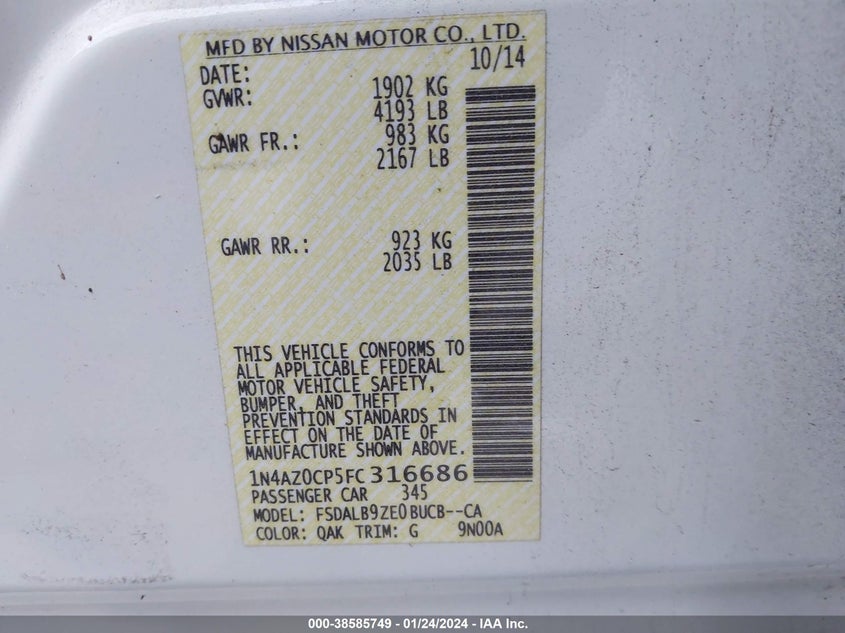 MFD BY NISSAN MOTOR CO., LTD.
DATE: 10/14
GVWR: 1902 KG
4193 LB
GAWR FR.: 983 KG
2167 LB
GAWR RR.: 923 KG
2035 LB
THIS VEHICLE CONFORMS TO
ALL APPLICABLE FEDERAL
MOTOR VEHICLE SAFETY,
BUMPER, AND THEFT
PREVENTION STANDARDS IN
EFFECT ON THE DATE OF
MANUFACTURE SHOWN ABOVE.
1N4AZ0CP5FC316686
PASSENGER CAR 345
MODEL: FSDALB9ZE0BUCB--CA
COLOR: QAK TRIM: G 9N00A
000-38585749 - 01/24/2024 - IAA Inc.